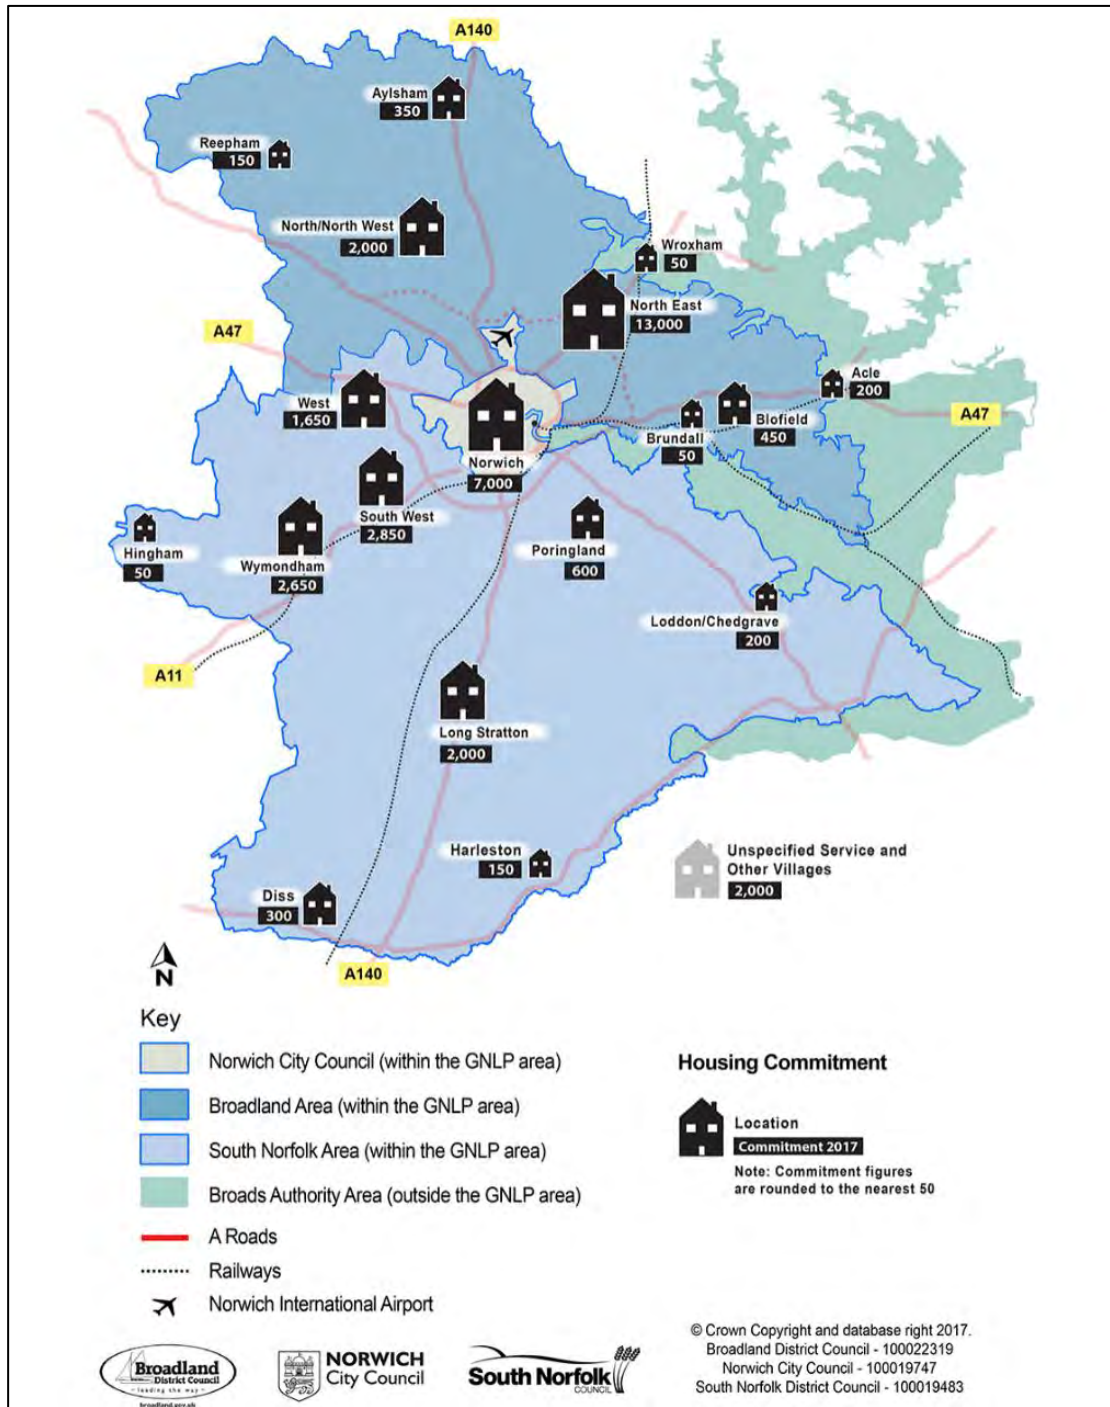 A140
Aylsham
350
Reepham
150
North/North West
2,000
Wroxham
50
North East
13,000
A47
West
1,650
Acle
200
A47
Blofield
450
Brundall
50
Norwich
7,000
South West
2,850
Hingham
50
Wymondham
2,650
Poringland
600
Loddon/Chedgrave
200
A11
Long Stratton
2,000
Harleston
150
Unspecified Service and
Other Villages
2,000
Diss
300
A140
N
Key
Norwich City Council (within the GNLP area)
Broadland Area (within the GNLP area)
South Norfolk Area (within the GNLP area)
Broads Authority Area (outside the GNLP area)
A Roads
Railways
Norwich International Airport
Housing Commitment
Location
Commitment 2017
Note: Commitment figures
are rounded to the nearest 50
Broadland
District Council
- leading the way -
broadland.gov.uk
NORWICH
City Council
South Norfolk
COUNCIL
© Crown Copyright and database right 2017.
Broadland District Council - 100022319
Norwich City Council - 100019747
South Norfolk District Council - 100019483